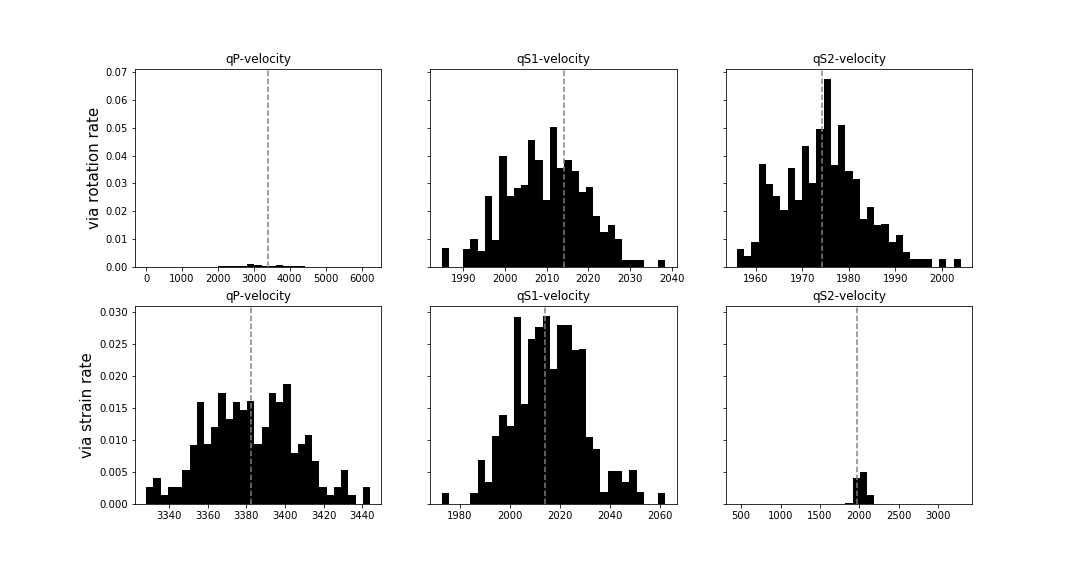 qP-velocity qS1-velocity qS2-velocity
via rotation rate
0.07
0.06
0.05
0.04
0.03
0.02
0.01
0.00
0 1000 2000 3000 4000 5000 6000
1990 2000 2010 2020 2030 2040
1960 1970 1980 1990 2000
qP-velocity qS1-velocity qS2-velocity
via strain rate
0.030
0.025
0.020
0.015
0.010
0.005
0.000
3340 3360 3380 3400 3420 3440
1980 2000 2020 2040 2060
500 1000 1500 2000 2500 3000